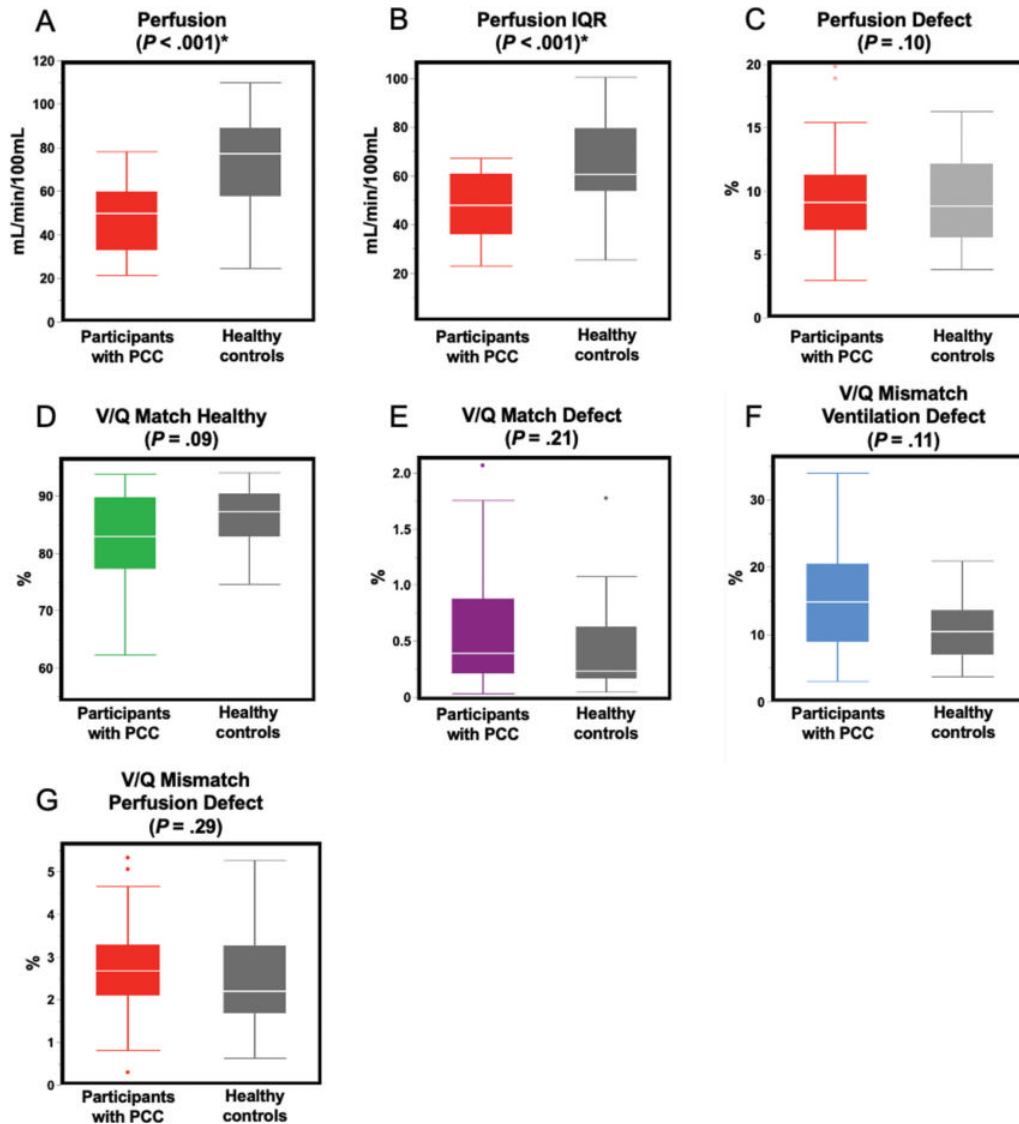 A
Perfusion
(P < .001)*
120
100
80
60
40
20
0
mL/min/100mL
Participants
with PCC
Healthy
controls
B
Perfusion IQR
(P < .001)*
100
80
60
40
20
mL/min/100mL
Participants
with PCC
Healthy
controls
C
Perfusion Defect
(P = .10)
20
15
10
5
0
%
Participants
with PCC
Healthy
controls
D
V/Q Match Healthy
(P = .09)
90
80
70
60
%
Participants
with PCC
Healthy
controls
E
V/Q Match Defect
(P = .21)
2.0
1.5
1.0
0.5
0
%
Participants
with PCC
Healthy
controls
F
V/Q Mismatch
Ventilation Defect
(P = .11)
30
20
10
0
%
Participants
with PCC
Healthy
controls
G
V/Q Mismatch
Perfusion Defect
(P = .29)
5
4
3
2
1
0
%
Participants
with PCC
Healthy
controls